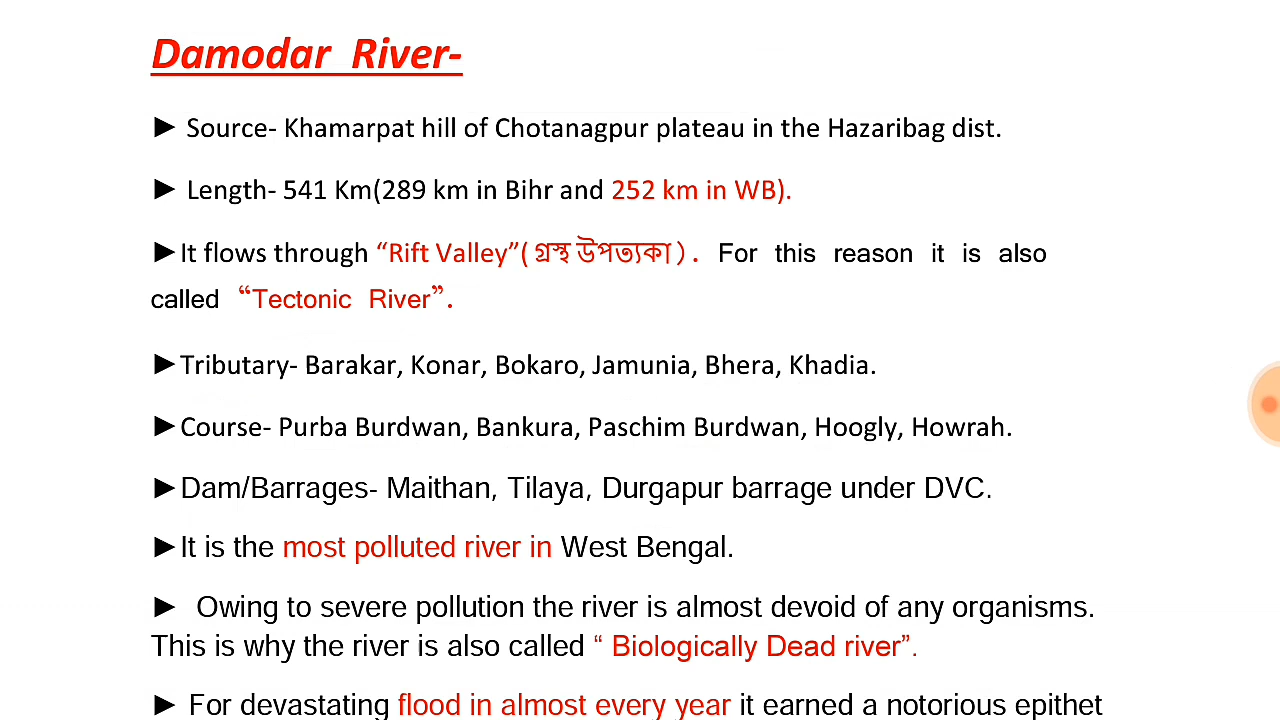 Damodar River-
► Source- Khamarpat hill of Chotanagpur plateau in the Hazaribag dist.
► Length- 541 Km(289 km in Bihr and 252 km in WB).
►It flows through “Rift Valley”( গ্রস্থ উপত্যকা ). For this reason it is also
called “Tectonic River”.
►Tributary- Barakar, Konar, Bokaro, Jamunia, Bhera, Khadia.
►Course- Purba Burdwan, Bankura, Paschim Burdwan, Hoogly, Howrah.
►Dam/Barrages- Maithan, Tilaya, Durgapur barrage under DVC.
►It is the most polluted river in West Bengal.
► Owing to severe pollution the river is almost devoid of any organisms.
This is why the river is also called “ Biologically Dead river”.
► For devastating flood in almost every year it earned a notorious epithet